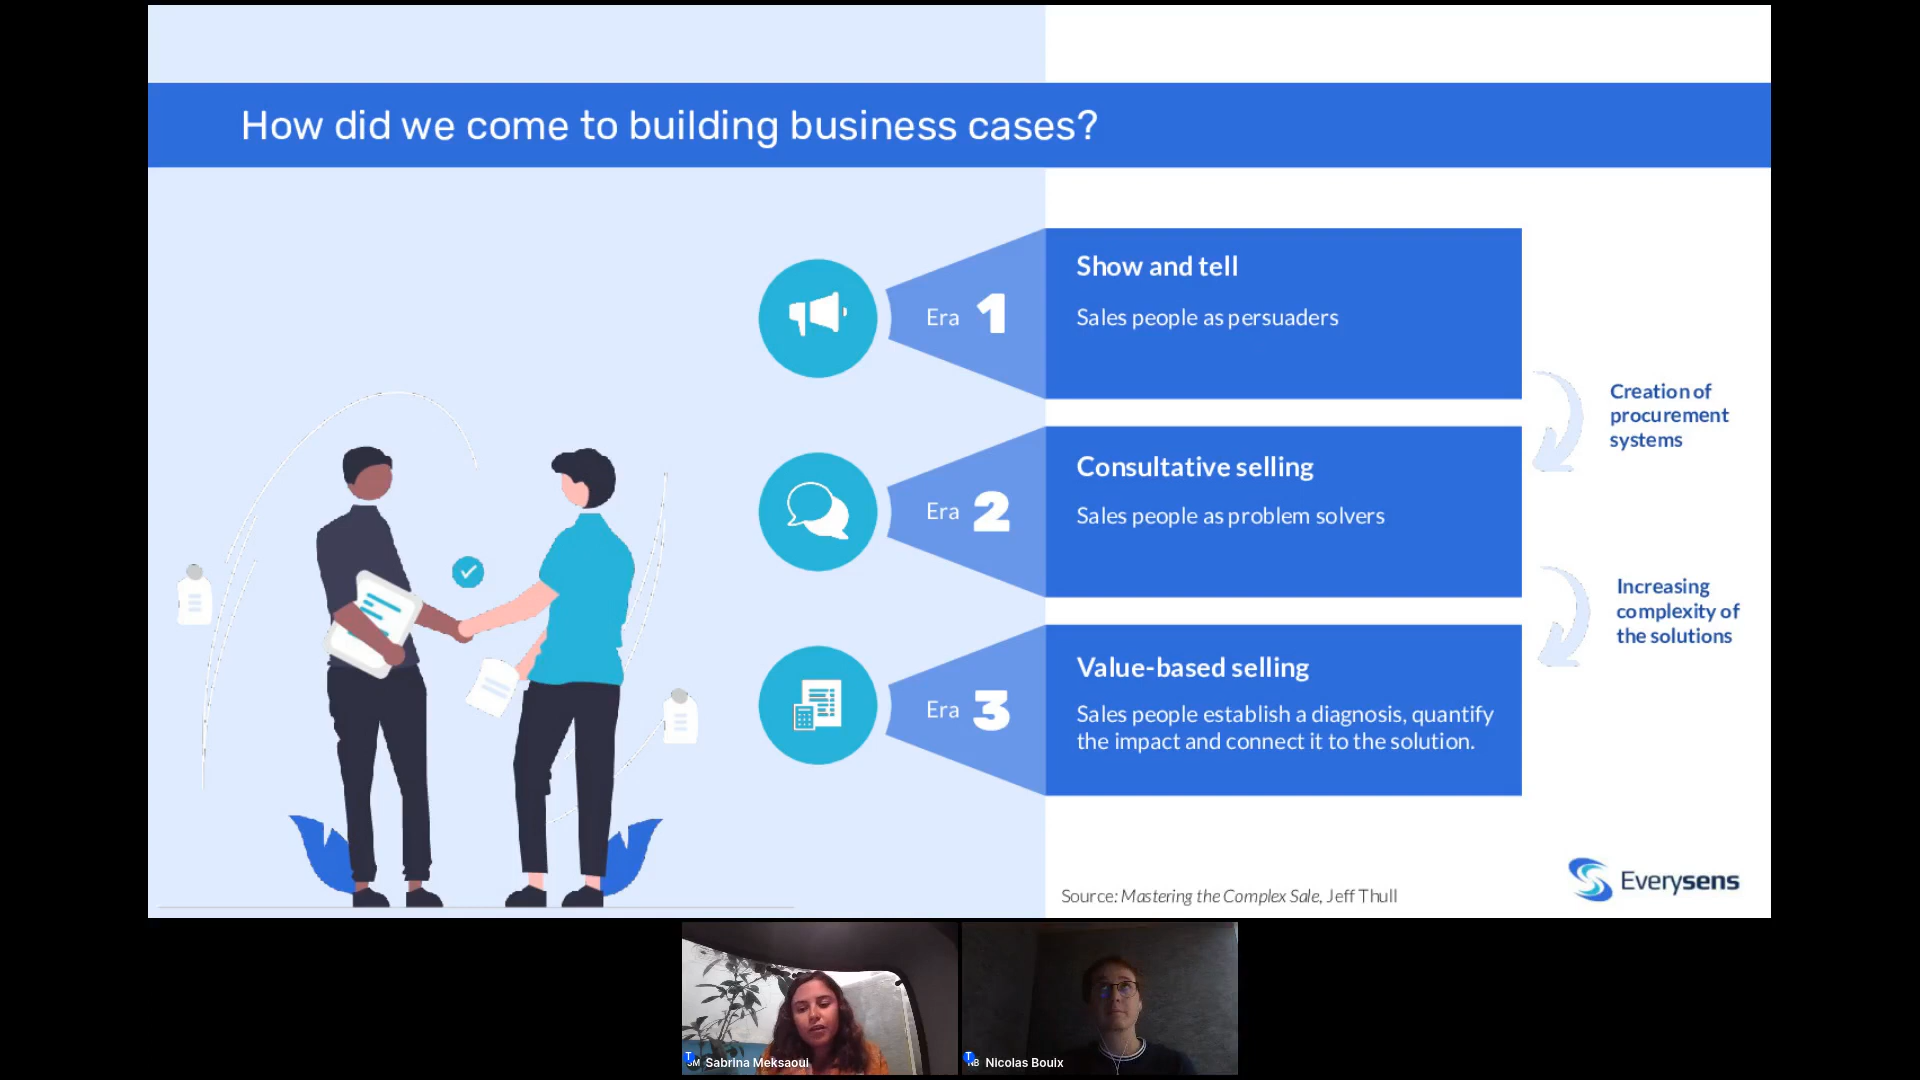 How did we come to building business cases?
Era 1
Show and tell
Sales people as persuaders
Creation of
procurement
systems
Era 2
Consultative selling
Sales people as problem solvers
Increasing
complexity of
the solutions
Era 3
Value-based selling
Sales people establish a diagnosis, quantify
the impact and connect it to the solution.
Source: Mastering the Complex Sale, Jeff Thull
Everysens
T
SM Sabrina Meksaoui
T
NB Nicolas Bouix